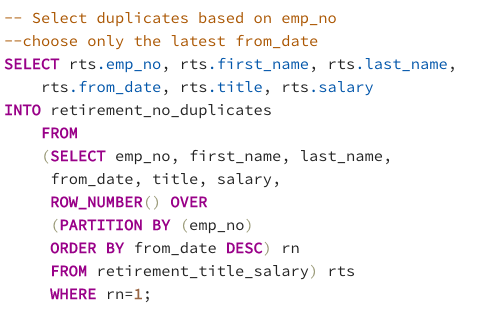 -- Select duplicates based on emp_no
--choose only the latest from_date
SELECT rts.emp_no, rts.first_name, rts.last_name,
    rts.from_date, rts.title, rts.salary
INTO retirement_no_duplicates
    FROM
    (SELECT emp_no, first_name, last_name,
     from_date, title, salary,
     ROW_NUMBER() OVER
     (PARTITION BY (emp_no)
     ORDER BY from_date DESC) rn
     FROM retirement_title_salary) rts
     WHERE rn=1;